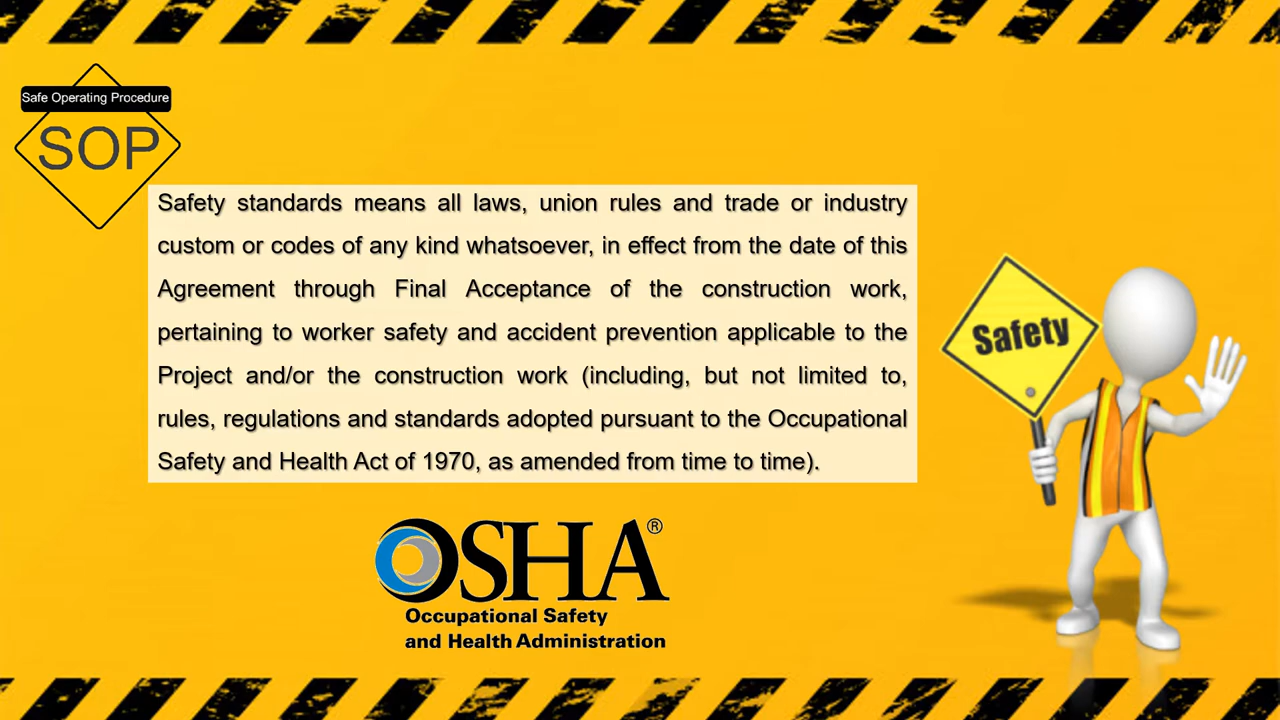 Safe Operating Procedure
SOP
Safety standards means all laws, union rules and trade or industry
custom or codes of any kind whatsoever, in effect from the date of this
Agreement through Final Acceptance of the construction work,
pertaining to worker safety and accident prevention applicable to the
Project and/or the construction work (including, but not limited to,
rules, regulations and standards adopted pursuant to the Occupational
Safety and Health Act of 1970, as amended from time to time).
Safety
OSHA®
Occupational Safety
and Health Administration